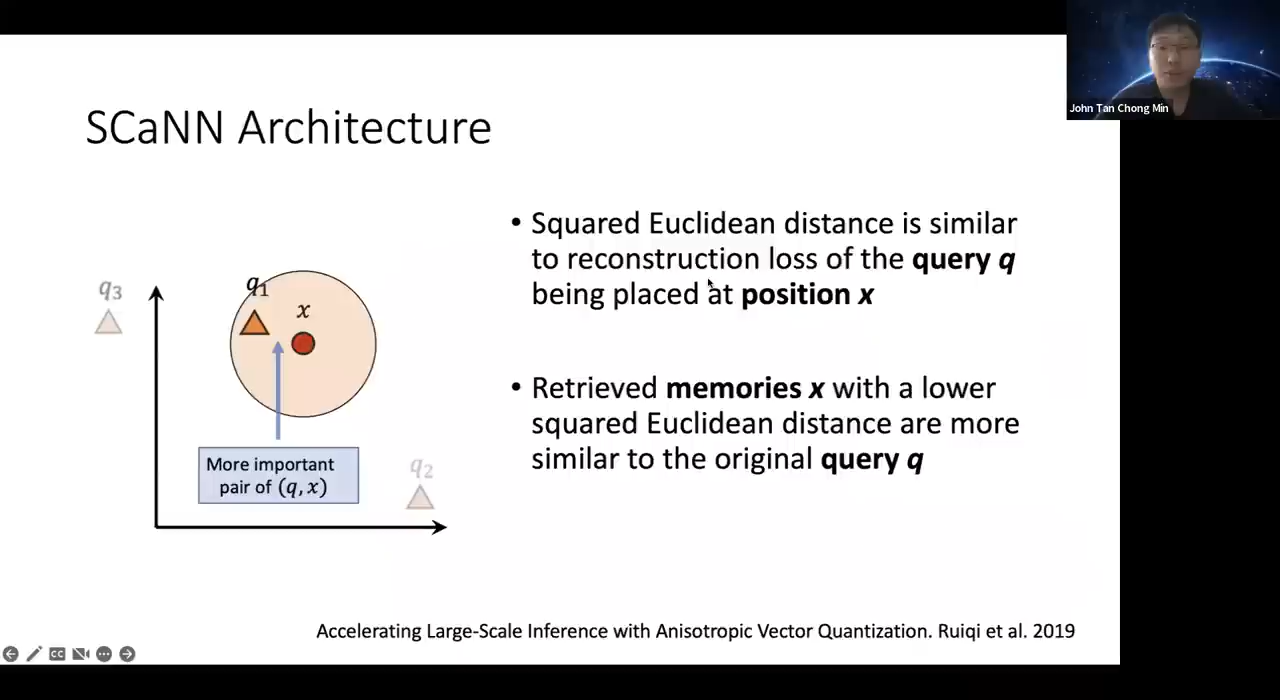 John Tan Chong Min
SCaNN Architecture
• Squared Euclidean distance is similar
to reconstruction loss of the query q
being placed at position x
• Retrieved memories x with a lower
squared Euclidean distance are more
similar to the original query q
q3
q1
x
More important
pair of (q, x)
q2
Accelerating Large-Scale Inference with Anisotropic Vector Quantization. Ruiqi et al. 2019
CC